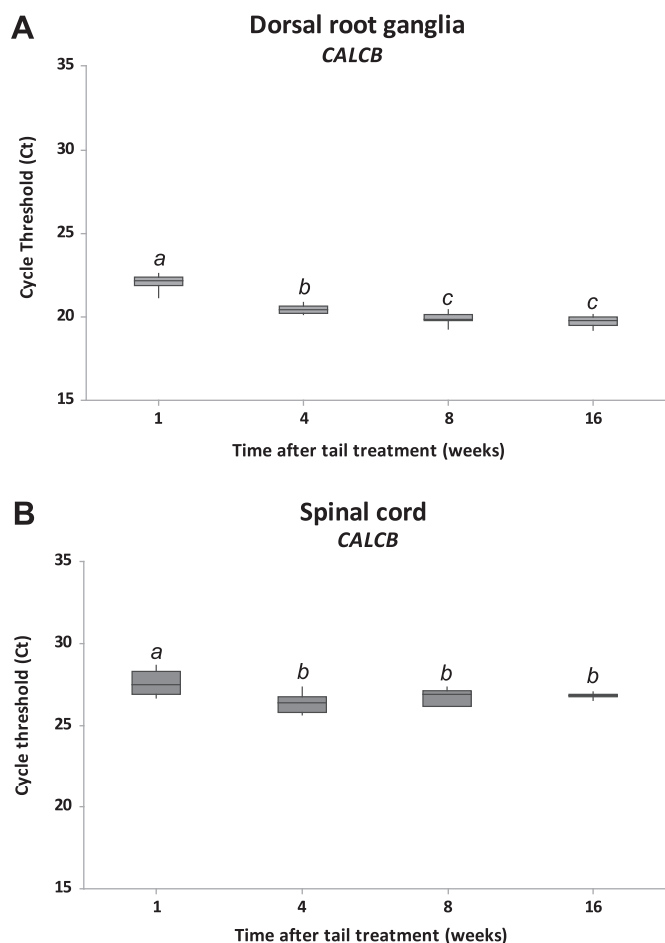 A
Dorsal root ganglia
CALCB
35
30
25
20
15
Cycle Threshold (Ct)
a
b
c
c
1 4 8 16
Time after tail treatment (weeks)
B
Spinal cord
CALCB
35
30
25
20
15
Cycle threshold (Ct)
a
b
b
b
1 4 8 16
Time after tail treatment (weeks)